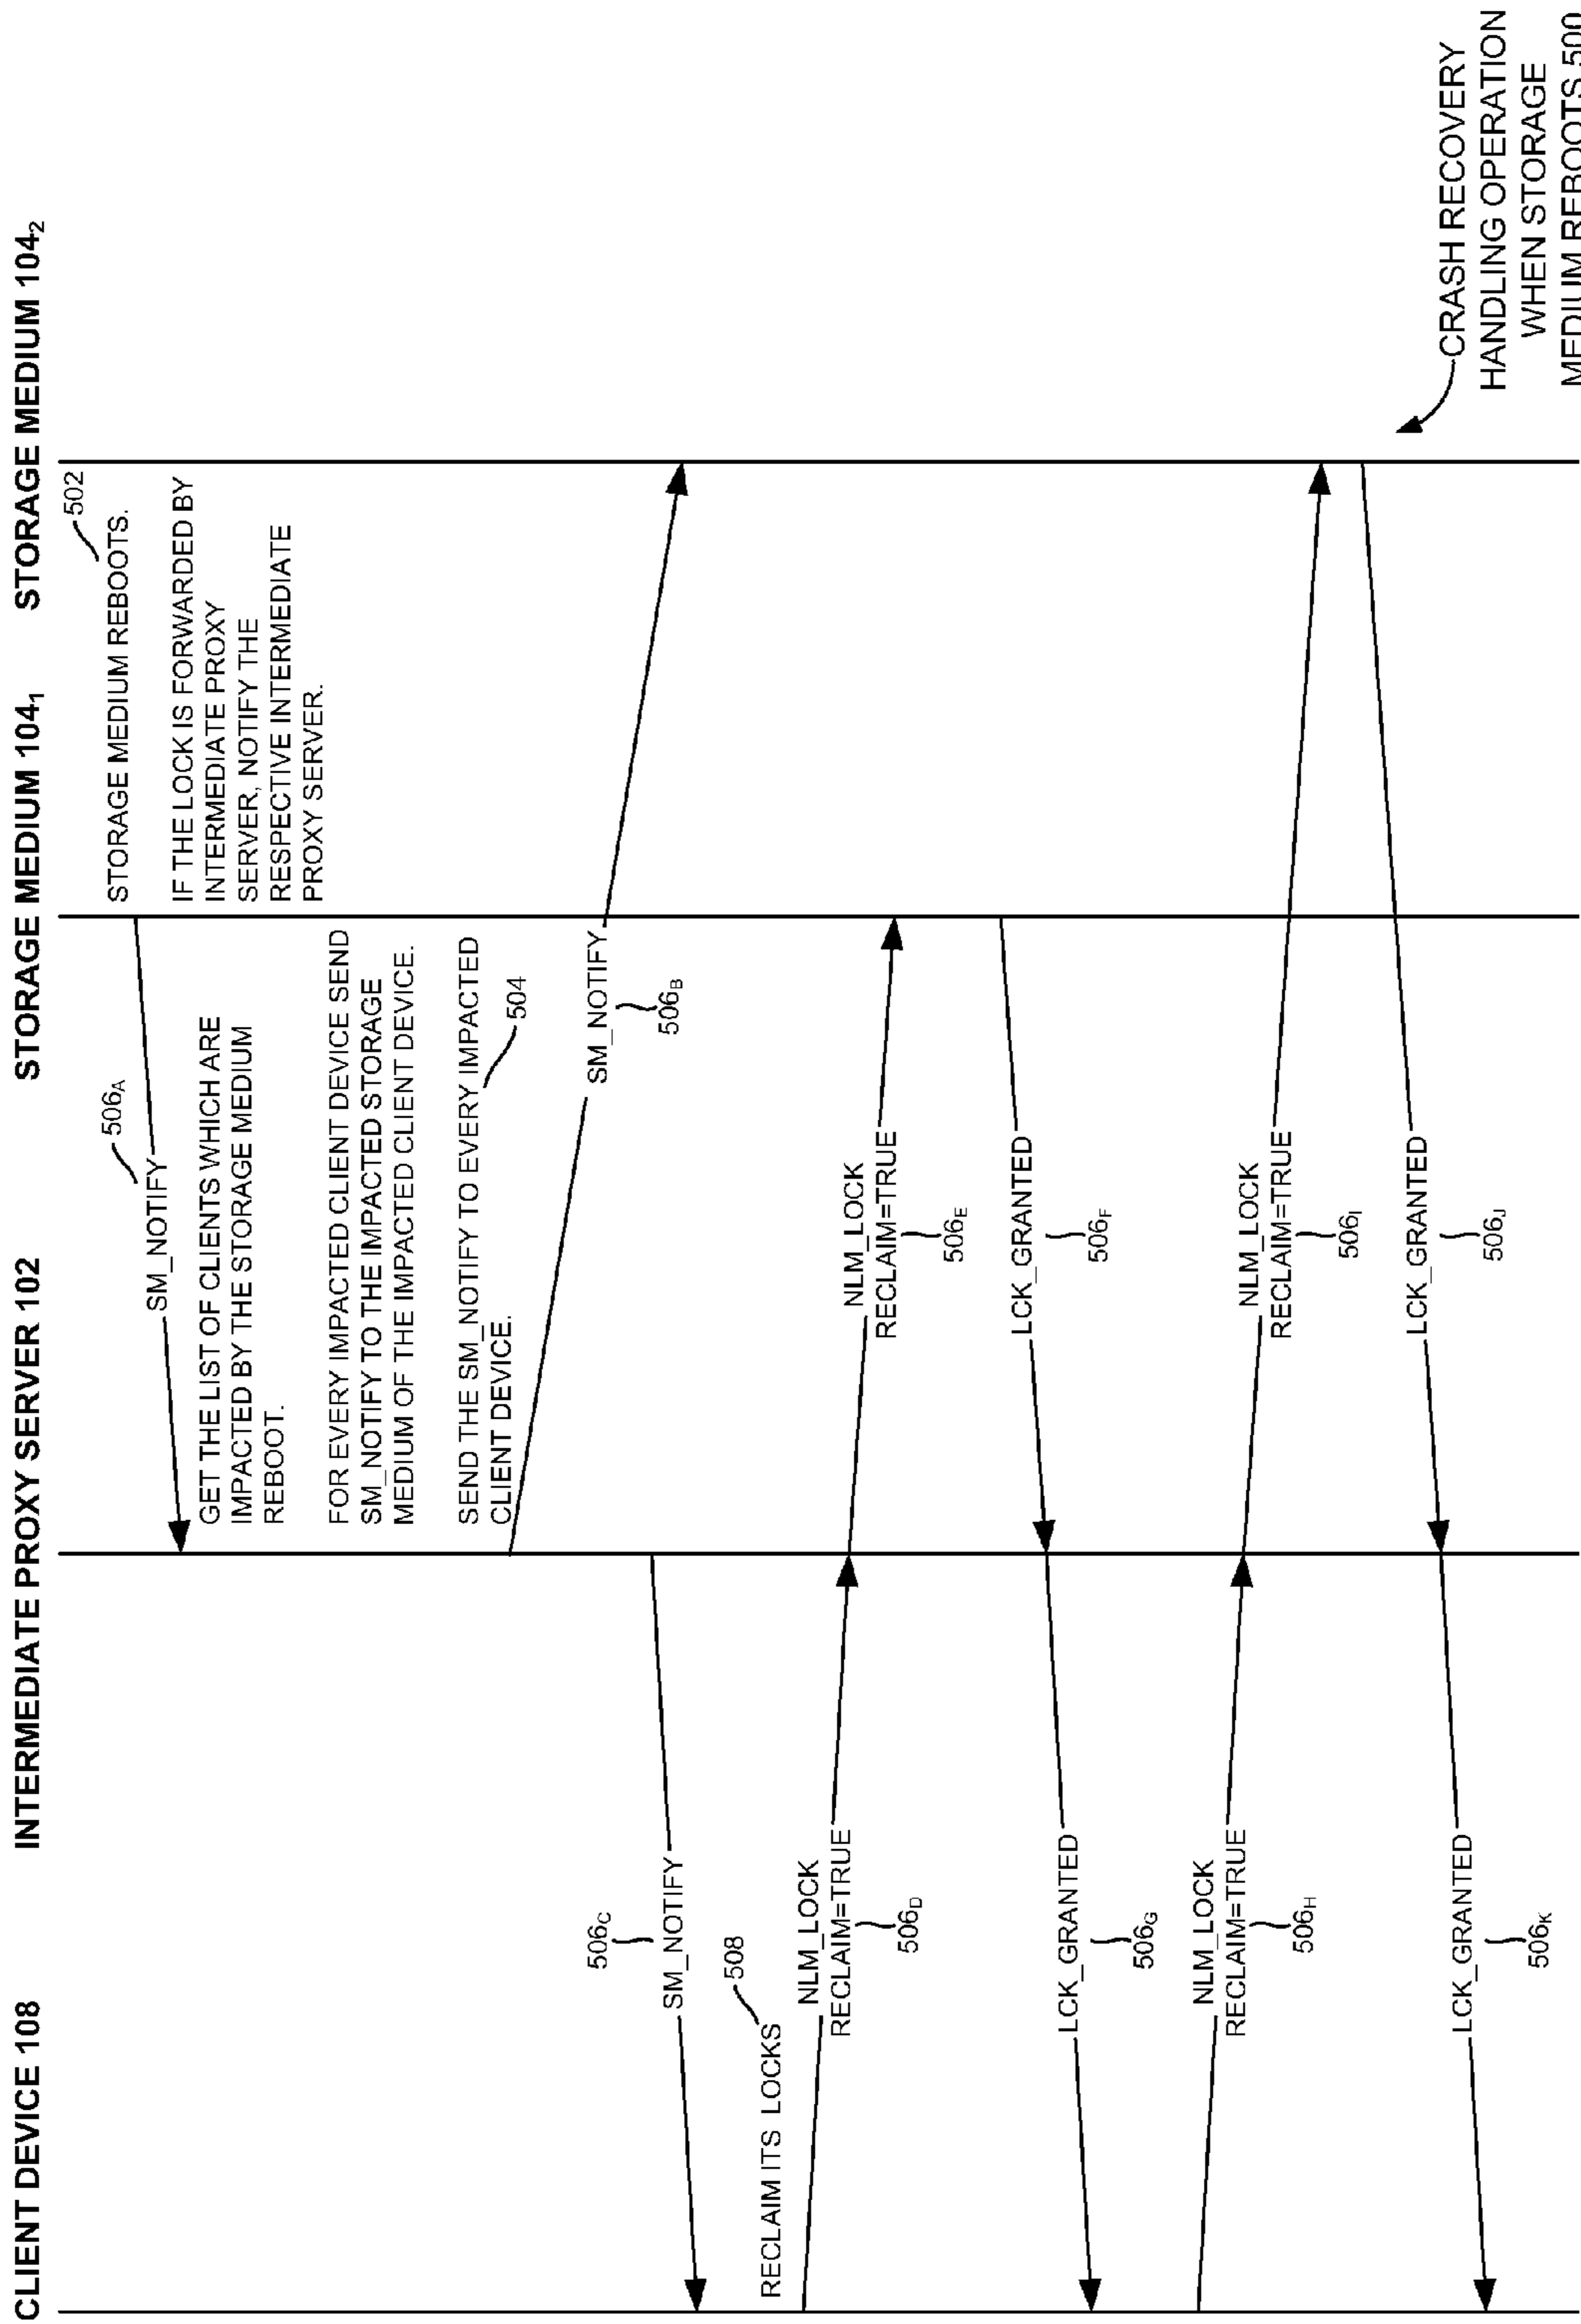 CLIENT DEVICE 108
INTERMEDIATE PROXY SERVER 102
STORAGE MEDIUM 104₁
STORAGE MEDIUM 104₂
502
STORAGE MEDIUM REBOOTS.
IF THE LOCK IS FORWARDED BY
INTERMEDIATE PROXY
SERVER, NOTIFY THE
RESPECTIVE INTERMEDIATE
PROXY SERVER.
506A
SM_NOTIFY
GET THE LIST OF CLIENTS WHICH ARE
IMPACTED BY THE STORAGE MEDIUM
REBOOT.
FOR EVERY IMPACTED CLIENT DEVICE SEND
SM_NOTIFY TO THE IMPACTED STORAGE
MEDIUM OF THE IMPACTED CLIENT DEVICE.
SEND THE SM_NOTIFY TO EVERY IMPACTED
CLIENT DEVICE.
504
SM_NOTIFY
506B
506C
SM_NOTIFY
508
RECLAIM ITS LOCKS
NLM_LOCK
RECLAIM=TRUE
506D
NLM_LOCK
RECLAIM=TRUE
506E
LCK_GRANTED
506F
LCK_GRANTED
506G
NLM_LOCK
RECLAIM=TRUE
506H
NLM_LOCK
RECLAIM=TRUE
506I
LCK_GRANTED
506J
LCK_GRANTED
506K
CRASH RECOVERY
HANDLING OPERATION
WHEN STORAGE
MEDIUM REBOOTS 500